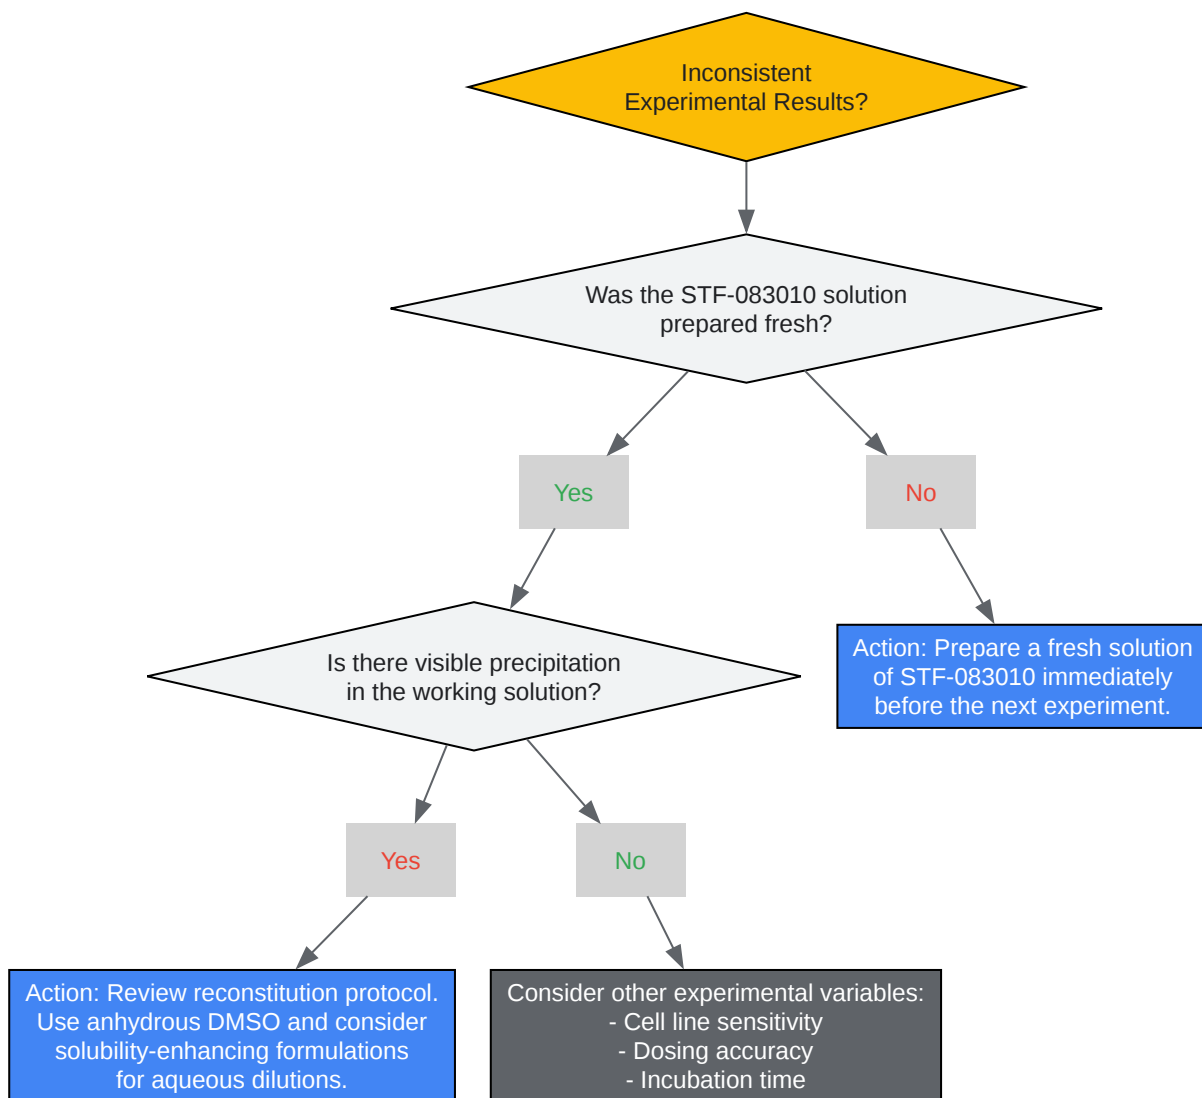 Inconsistent
Experimental Results?
Was the STF-083010 solution
prepared fresh?
Yes
No
Is there visible precipitation
in the working solution?
Action: Prepare a fresh solution
of STF-083010 immediately
before the next experiment.
Yes
No
Action: Review reconstitution protocol.
Use anhydrous DMSO and consider
solubility-enhancing formulations
for aqueous dilutions.
Consider other experimental variables:
- Cell line sensitivity
- Dosing accuracy
- Incubation time